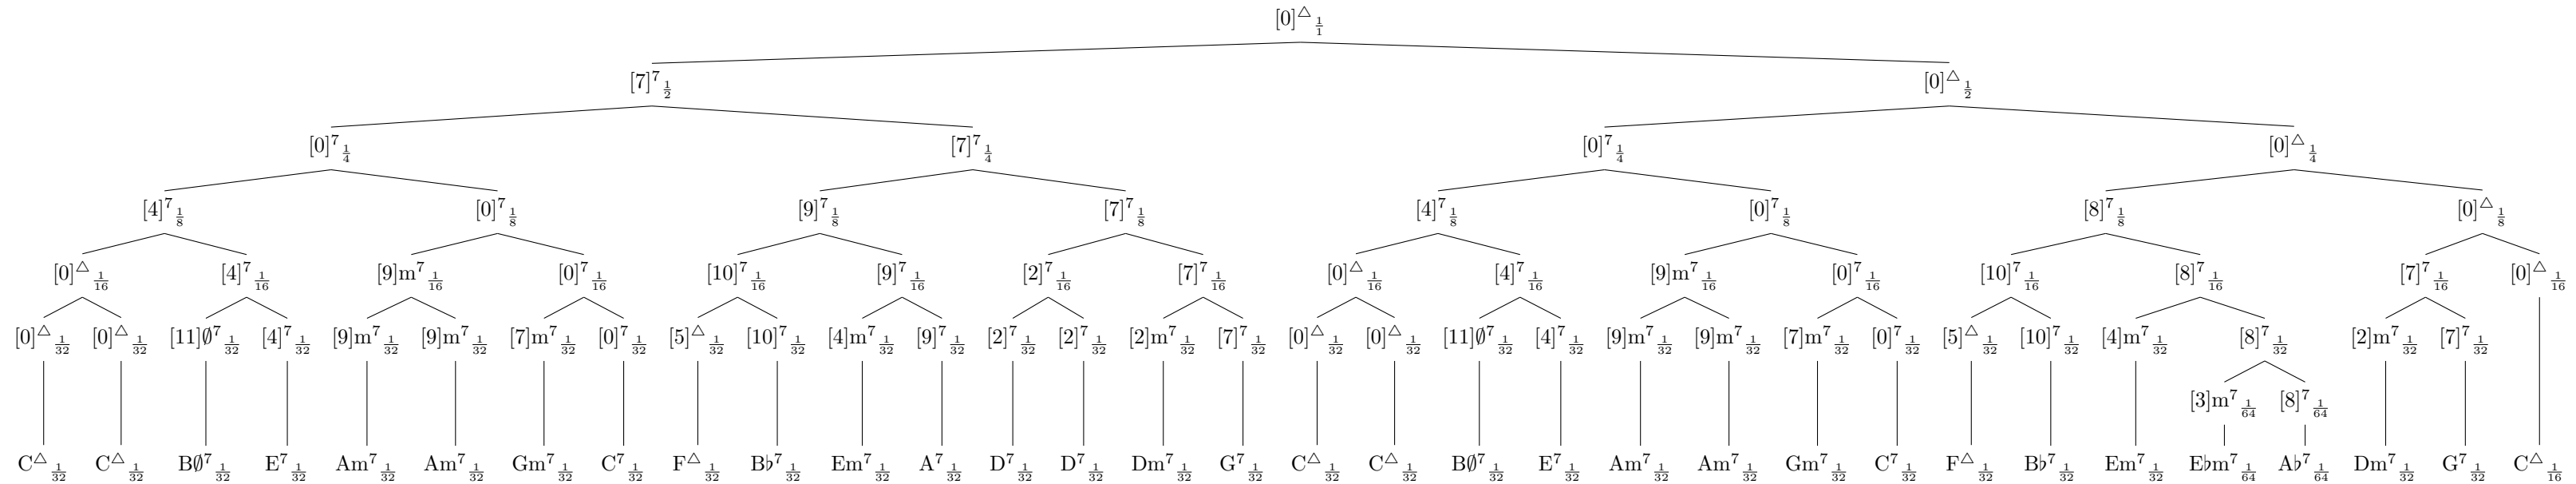 [0]△ 1/1
[7]7 1/2 [0]△ 1/2
[0]7 1/4 [7]7 1/4 [0]7 1/4 [0]△ 1/4
[4]7 1/8 [0]7 1/8 [9]7 1/8 [7]7 1/8 [4]7 1/8 [0]7 1/8 [8]7 1/8 [0]△ 1/8
[0]△ 1/16 [4]7 1/16 [9]m7 1/16 [0]7 1/16 [10]7 1/16 [9]7 1/16 [2]7 1/16 [7]7 1/16 [0]△ 1/16 [4]7 1/16 [9]m7 1/16 [0]7 1/16 [10]7 1/16 [8]7 1/16 [7]7 1/16 [0]△ 1/16
[0]△ 1/32 [0]△ 1/32 [11]∅7 1/32 [4]7 1/32 [9]m7 1/32 [9]m7 1/32 [7]m7 1/32 [0]7 1/32 [5]△ 1/32 [10]7 1/32 [4]m7 1/32 [9]7 1/32 [2]7 1/32 [2]7 1/32 [2]m7 1/32 [7]7 1/32 [0]△ 1/32 [0]△ 1/32 [11]∅7 1/32 [4]7 1/32 [9]m7 1/32 [9]m7 1/32 [7]m7 1/32 [0]7 1/32 [5]△ 1/32 [10]7 1/32 [4]m7 1/32 [8]7 1/32 [2]m7 1/32 [7]7 1/32
[3]m7 1/64 [8]7 1/64
C△ 1/32 C△ 1/32 B∅7 1/32 E7 1/32 Am7 1/32 Am7 1/32 Gm7 1/32 C7 1/32 F△ 1/32 B♭7 1/32 Em7 1/32 A7 1/32 D7 1/32 D7 1/32 Dm7 1/32 G7 1/32 C△ 1/32 C△ 1/32 B∅7 1/32 E7 1/32 Am7 1/32 Am7 1/32 Gm7 1/32 C7 1/32 F△ 1/32 B♭7 1/32 Em7 1/32 E♭m7 1/64 A♭7 1/64 Dm7 1/32 G7 1/32 C△ 1/16